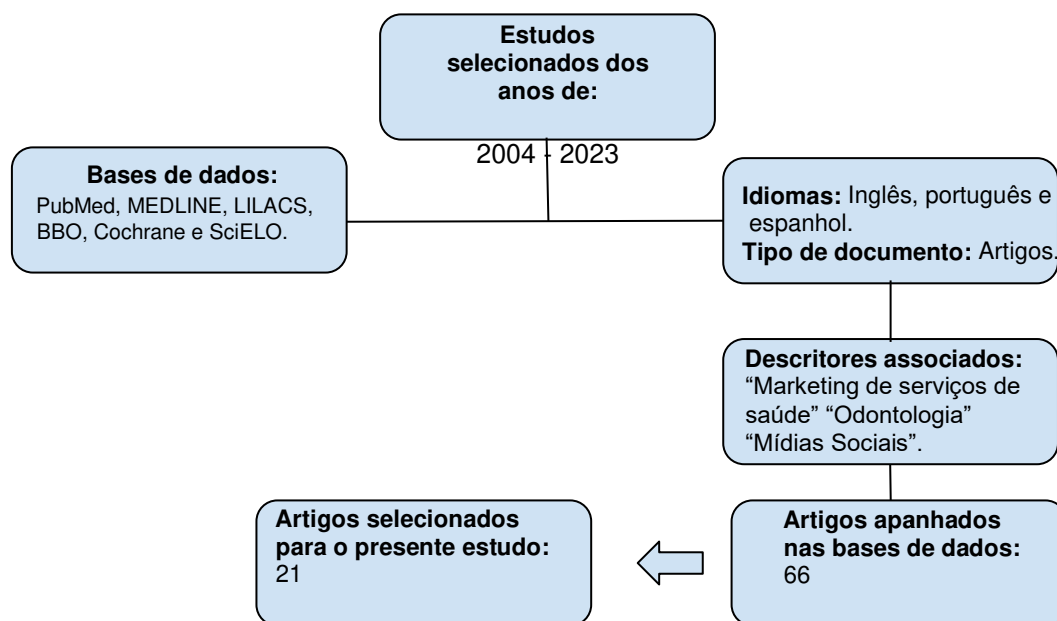 Estudos
selecionados dos
anos de:
2004 - 2023
Bases de dados:
PubMed, MEDLINE, LILACS,
BBO, Cochrane e SciELO.
Idiomas: Inglês, português e
espanhol.
Tipo de documento: Artigos.
Descritores associados:
“Marketing de serviços de
saúde” “Odontologia”
“Mídias Sociais”.
Artigos apanhados
nas bases de dados:
66
Artigos selecionados
para o presente estudo:
21